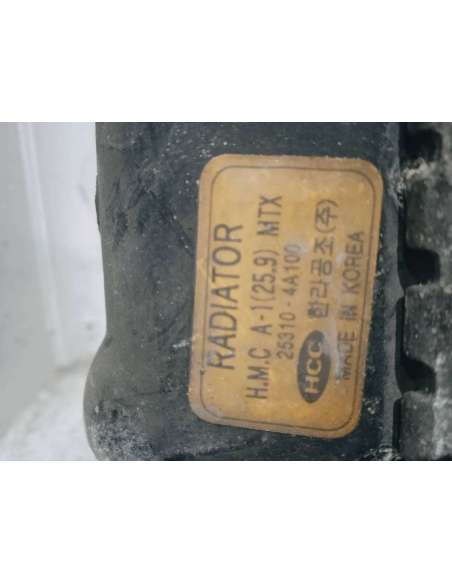 RADIATOR
H.M.C A-1(25.9) MTX
25310-4A100
HCC 한라공조(주)
MADE IN KOREA